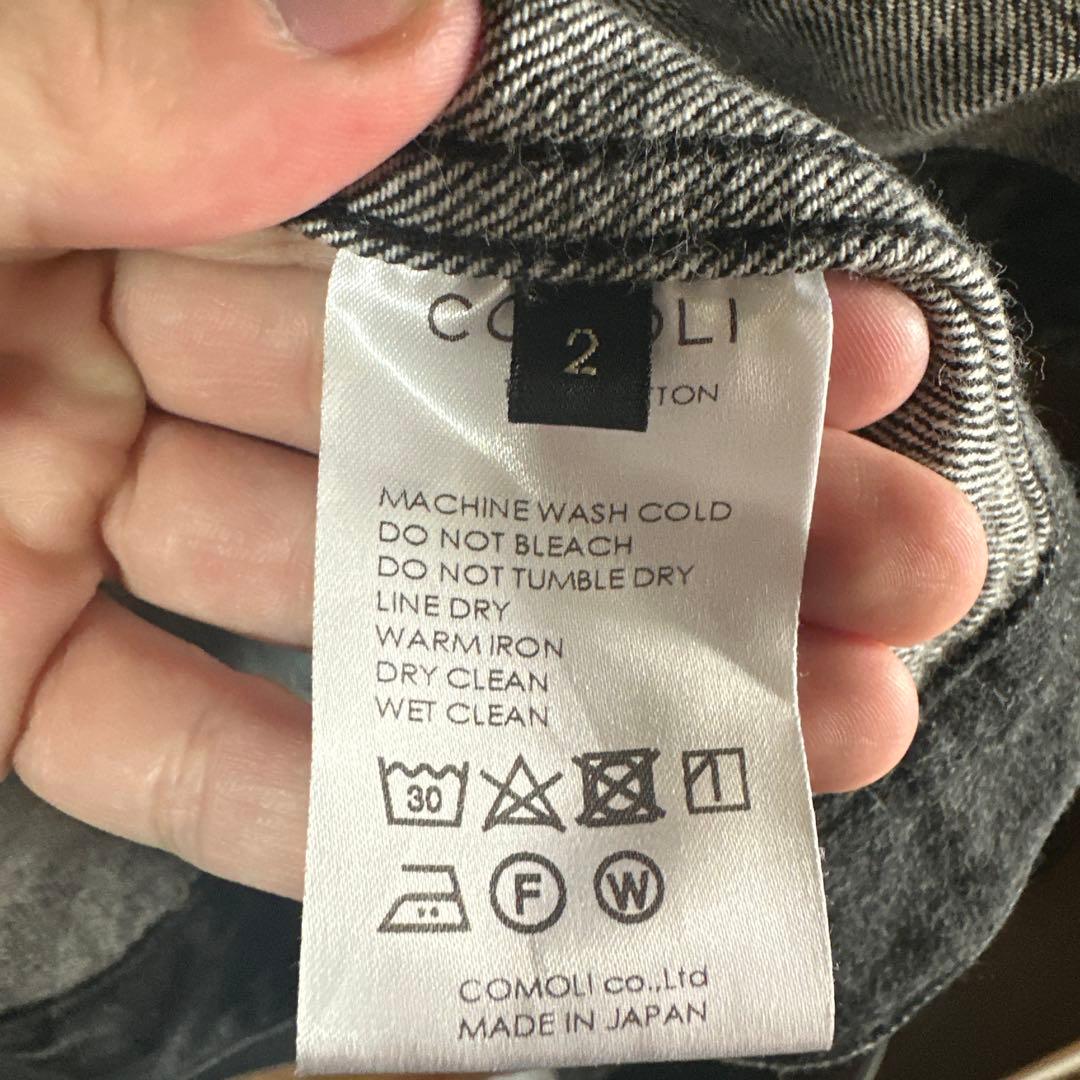 2
MACHINE WASH COLD
DO NOT BLEACH
DO NOT TUMBLE DRY
LINE DRY
WARM IRON
DRY CLEAN
WET CLEAN
30
F
W
COMOLI co.,Ltd
MADE IN JAPAN